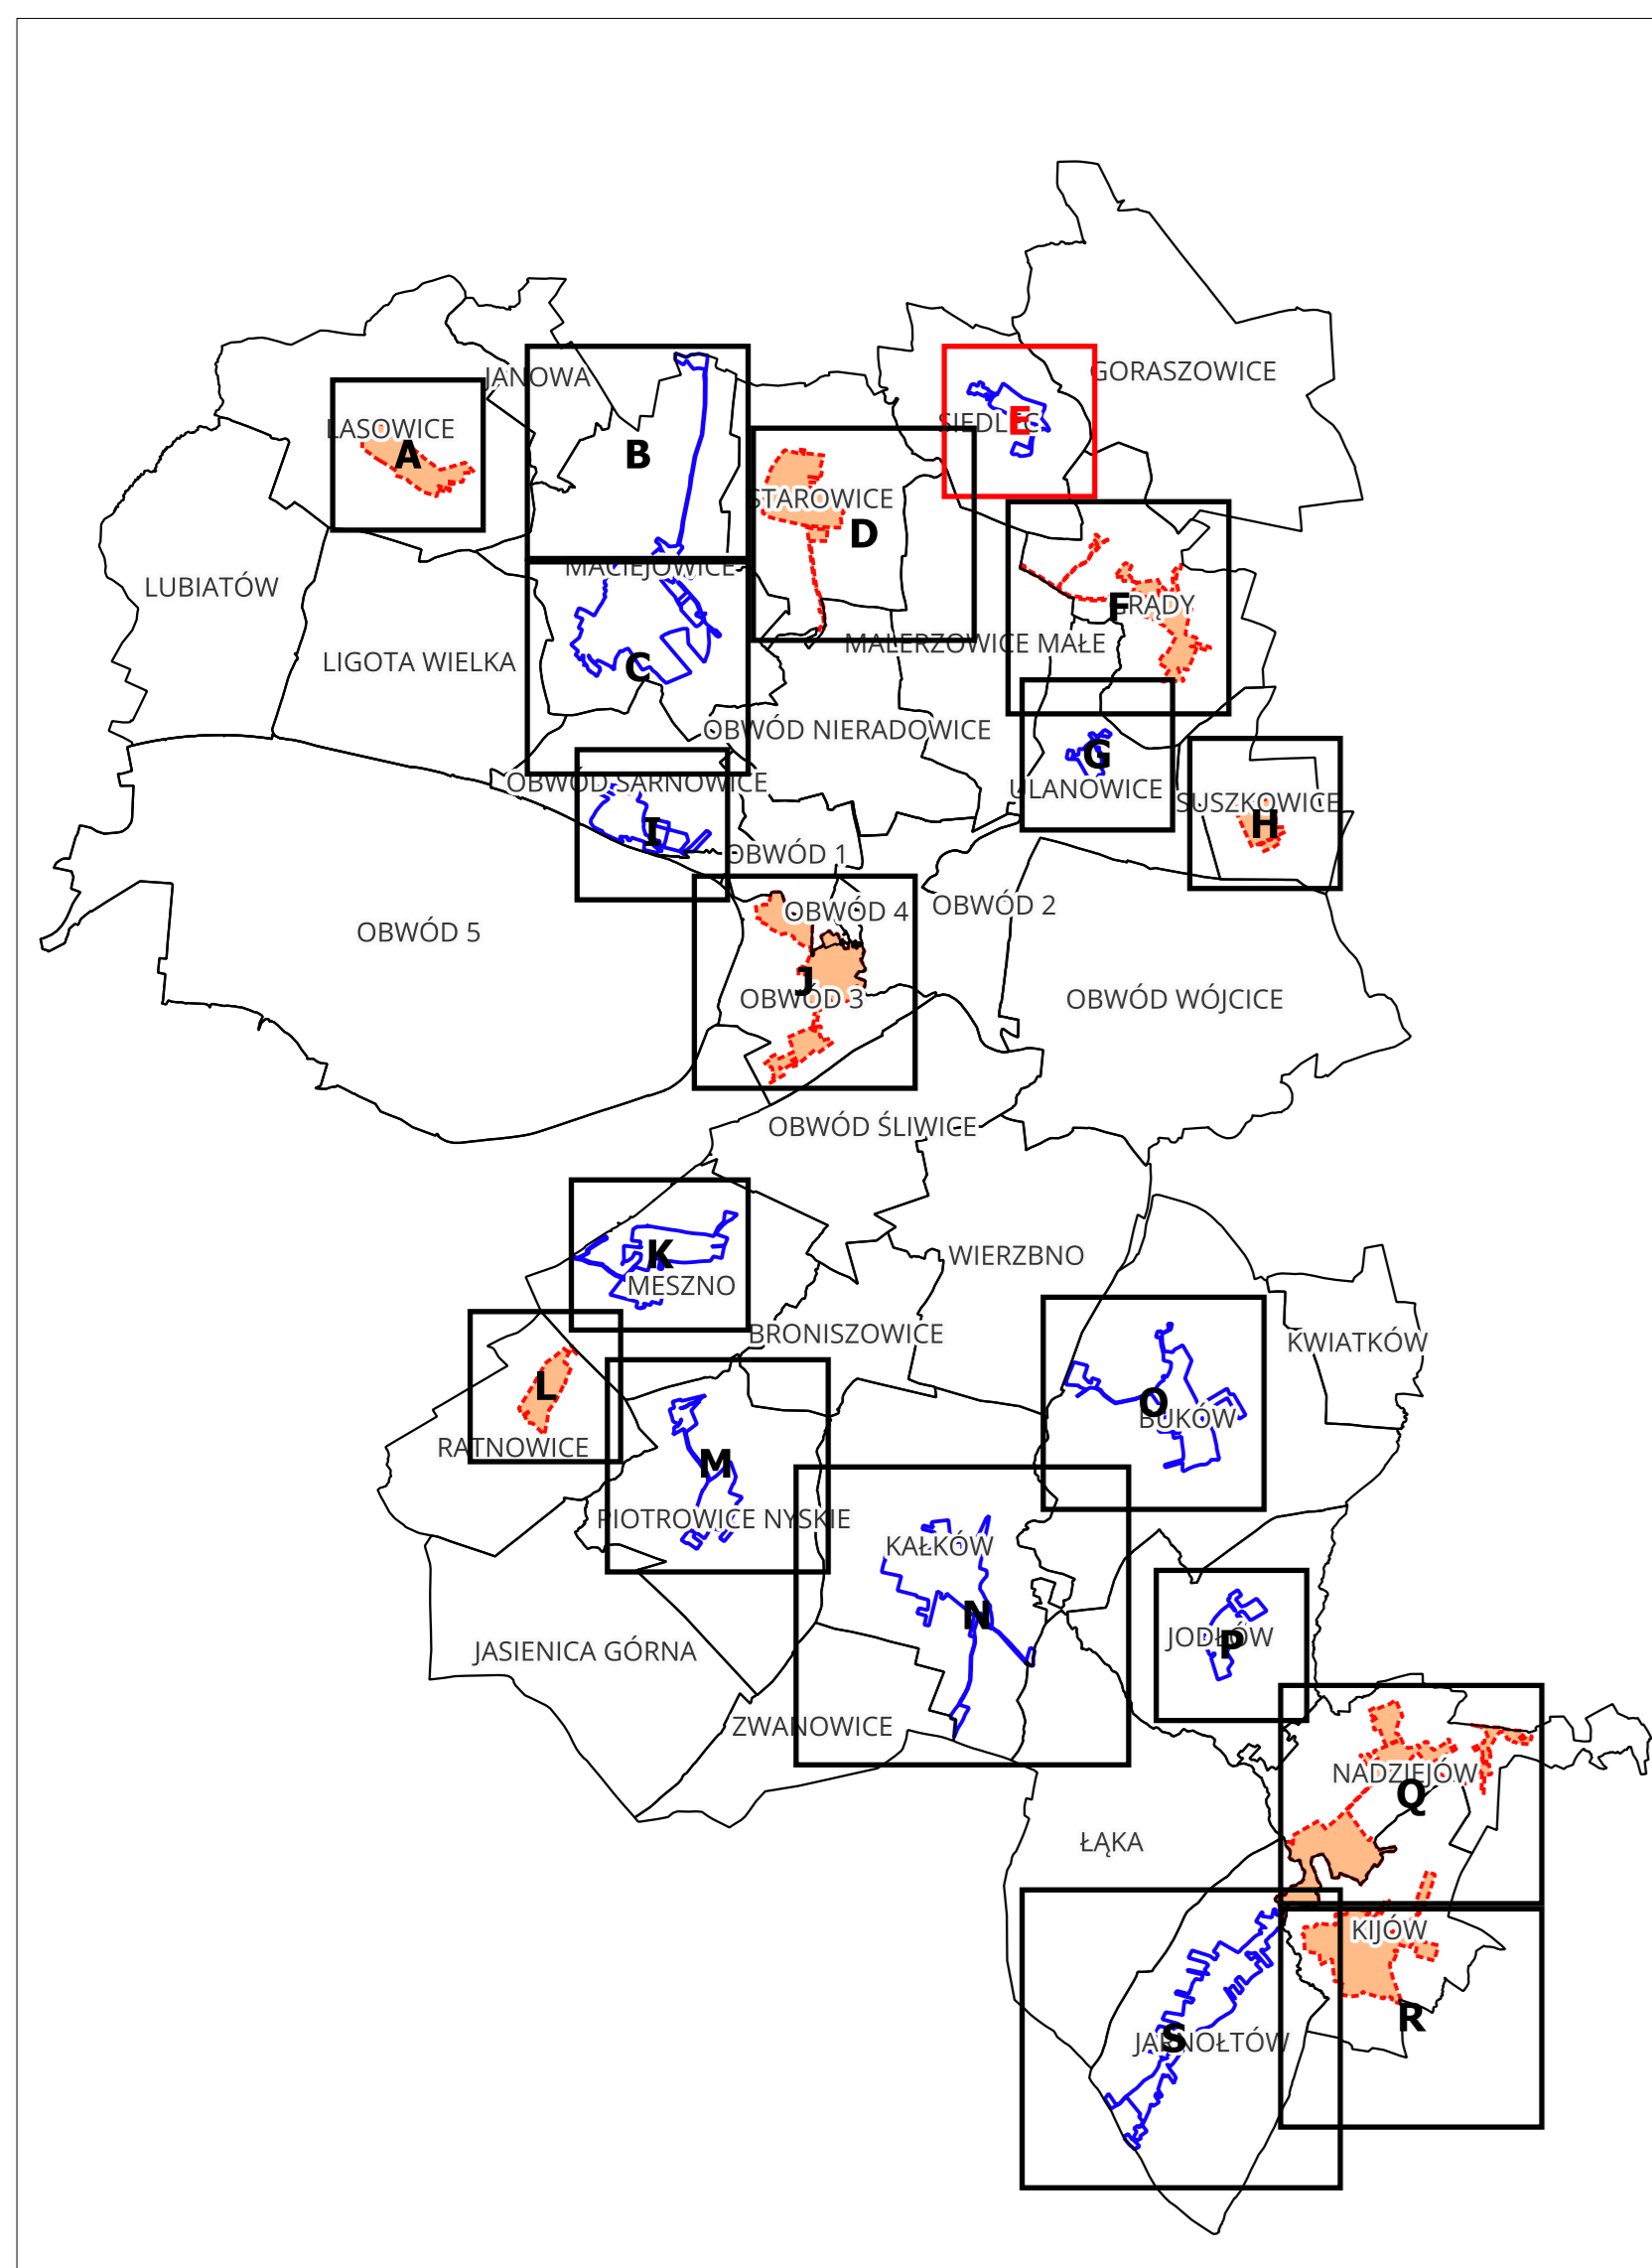 GORASZOWICE
JANOWA
E
SIEDLEC
LASOWICE
A
B
STAROWICE
D
MACIEJOWICE
LUBIATÓW
F
GRĄDY
MALERZOWICE MAŁE
LIGOTA WIELKA
C
OBWÓD NIERADOWICE
G
OBWÓD SARNOWICE
ULANOWICE
SUSZKOWICE
H
I
OBWÓD 1
OBWÓD 2
OBWÓD 4
OBWÓD 5
J
OBWÓD 3
OBWÓD WÓJCICE
OBWÓD ŚLIWICE
K
WIERZBNO
MESZNO
BRONISZOWICE
KWIATKÓW
L
O
BUKÓW
RATNOWICE
M
PIOTROWICE NYSKIE
KAŁKÓW
N
JODŁÓW
P
JASIENICA GÓRNA
ZWANOWICE
NADZIEJÓW
Q
ŁĄKA
KIJÓW
R
S
JARNOŁTÓW